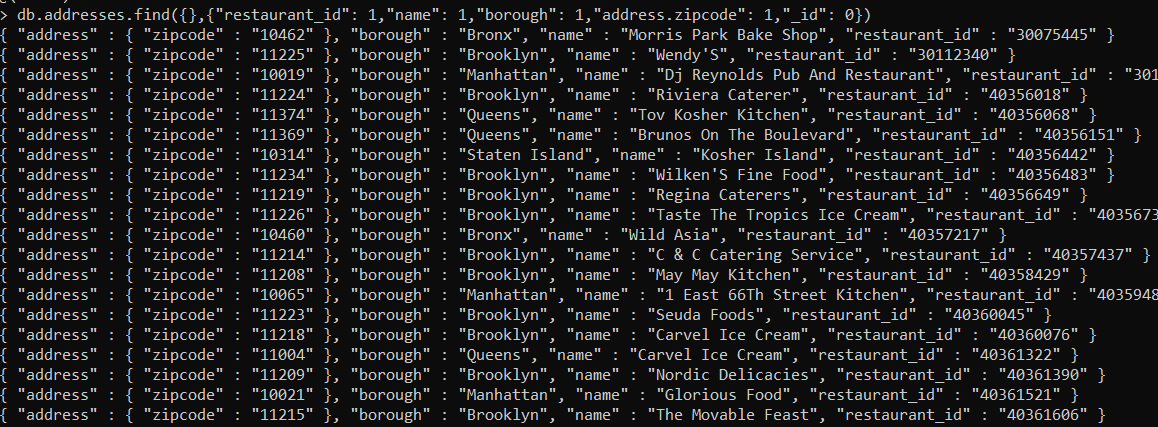 > db.addresses.find({},{"restaurant_id": 1,"name": 1,"borough": 1,"address.zipcode": 1,"_id": 0})
{ "address" : { "zipcode" : "10462" }, "borough" : "Bronx", "name" : "Morris Park Bake Shop", "restaurant_id" : "30075445" }
{ "address" : { "zipcode" : "11225" }, "borough" : "Brooklyn", "name" : "Wendy'S", "restaurant_id" : "30112340" }
{ "address" : { "zipcode" : "10019" }, "borough" : "Manhattan", "name" : "Dj Reynolds Pub And Restaurant", "restaurant_id" : "301
{ "address" : { "zipcode" : "11224" }, "borough" : "Brooklyn", "name" : "Riviera Caterer", "restaurant_id" : "40356018" }
{ "address" : { "zipcode" : "11374" }, "borough" : "Queens", "name" : "Tov Kosher Kitchen", "restaurant_id" : "40356068" }
{ "address" : { "zipcode" : "11369" }, "borough" : "Queens", "name" : "Brunos On The Boulevard", "restaurant_id" : "40356151" }
{ "address" : { "zipcode" : "10314" }, "borough" : "Staten Island", "name" : "Kosher Island", "restaurant_id" : "40356442" }
{ "address" : { "zipcode" : "11234" }, "borough" : "Brooklyn", "name" : "Wilken'S Fine Food", "restaurant_id" : "40356483" }
{ "address" : { "zipcode" : "11219" }, "borough" : "Brooklyn", "name" : "Regina Caterers", "restaurant_id" : "40356649" }
{ "address" : { "zipcode" : "11226" }, "borough" : "Brooklyn", "name" : "Taste The Tropics Ice Cream", "restaurant_id" : "4035673
{ "address" : { "zipcode" : "10460" }, "borough" : "Bronx", "name" : "Wild Asia", "restaurant_id" : "40357217" }
{ "address" : { "zipcode" : "11214" }, "borough" : "Brooklyn", "name" : "C & C Catering Service", "restaurant_id" : "40357437" }
{ "address" : { "zipcode" : "11208" }, "borough" : "Brooklyn", "name" : "May May Kitchen", "restaurant_id" : "40358429" }
{ "address" : { "zipcode" : "10065" }, "borough" : "Manhattan", "name" : "1 East 66Th Street Kitchen", "restaurant_id" : "4035948
{ "address" : { "zipcode" : "11223" }, "borough" : "Brooklyn", "name" : "Seuda Foods", "restaurant_id" : "40360045" }
{ "address" : { "zipcode" : "11218" }, "borough" : "Brooklyn", "name" : "Carvel Ice Cream", "restaurant_id" : "40360076" }
{ "address" : { "zipcode" : "11004" }, "borough" : "Queens", "name" : "Carvel Ice Cream", "restaurant_id" : "40361322" }
{ "address" : { "zipcode" : "11209" }, "borough" : "Brooklyn", "name" : "Nordic Delicacies", "restaurant_id" : "40361390" }
{ "address" : { "zipcode" : "10021" }, "borough" : "Manhattan", "name" : "Glorious Food", "restaurant_id" : "40361521" }
{ "address" : { "zipcode" : "11215" }, "borough" : "Brooklyn", "name" : "The Movable Feast", "restaurant_id" : "40361606" }